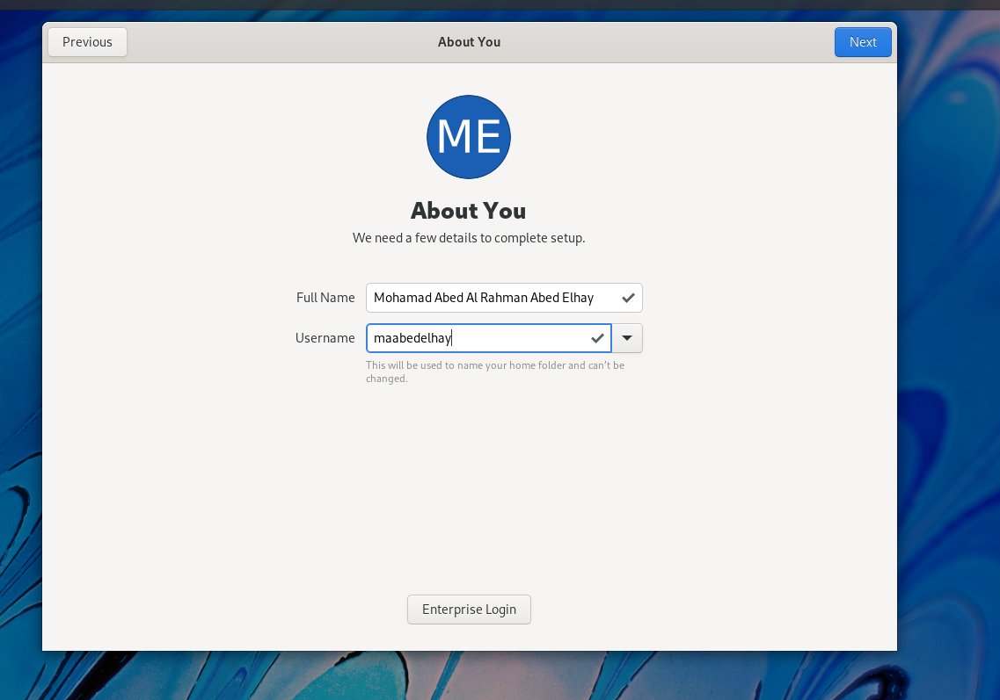 Previous
About You
Next
ME
About You
We need a few details to complete setup.
Full Name
Mohamad Abed Al Rahman Abed Elhay
Username
maabedelhay
This will be used to name your home folder and can't be
changed.
Enterprise Login